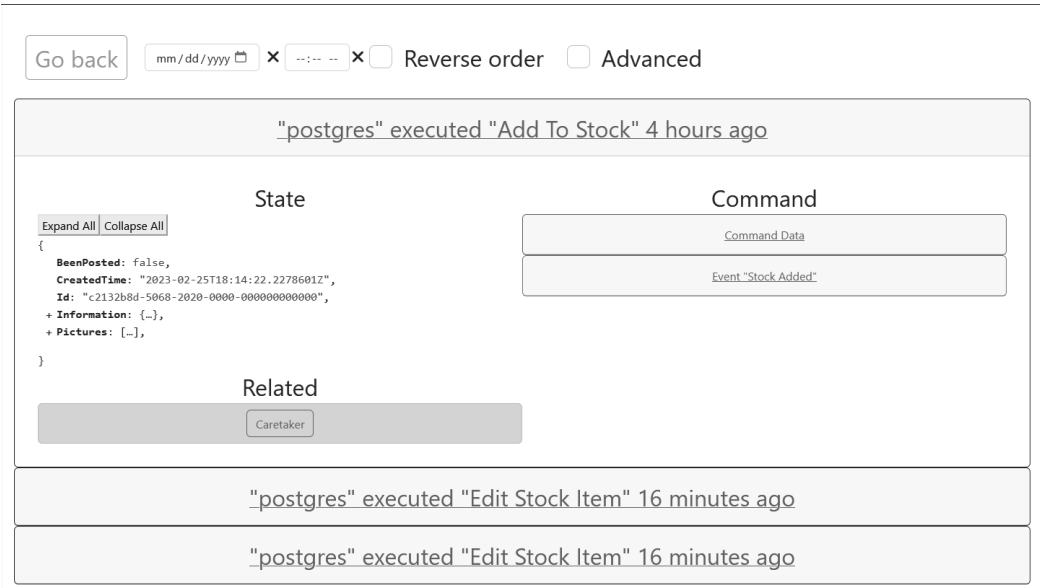 Go back mm/dd/yyyy × --:-- -- × Reverse order Advanced
"postgres" executed "Add To Stock" 4 hours ago
State
Expand All Collapse All
{
BeenPosted: false,
CreatedTime: "2023-02-25T18:14:22.2278601Z",
Id: "c2132b8d-5068-2020-0000-000000000000",
+ Information: {…},
+ Pictures: […],
}
Related
Caretaker
Command
Command Data
Event "Stock Added"
"postgres" executed "Edit Stock Item" 16 minutes ago
"postgres" executed "Edit Stock Item" 16 minutes ago